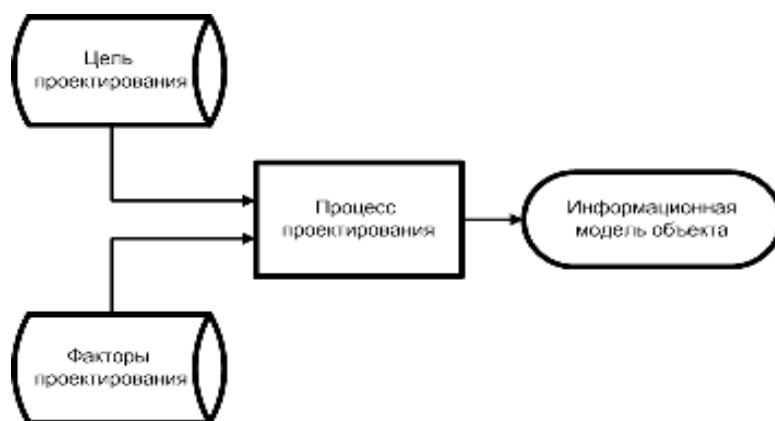 Цель
проектирования
Процесс
проектирования
Информационная
модель объекта
Факторы
проектирования